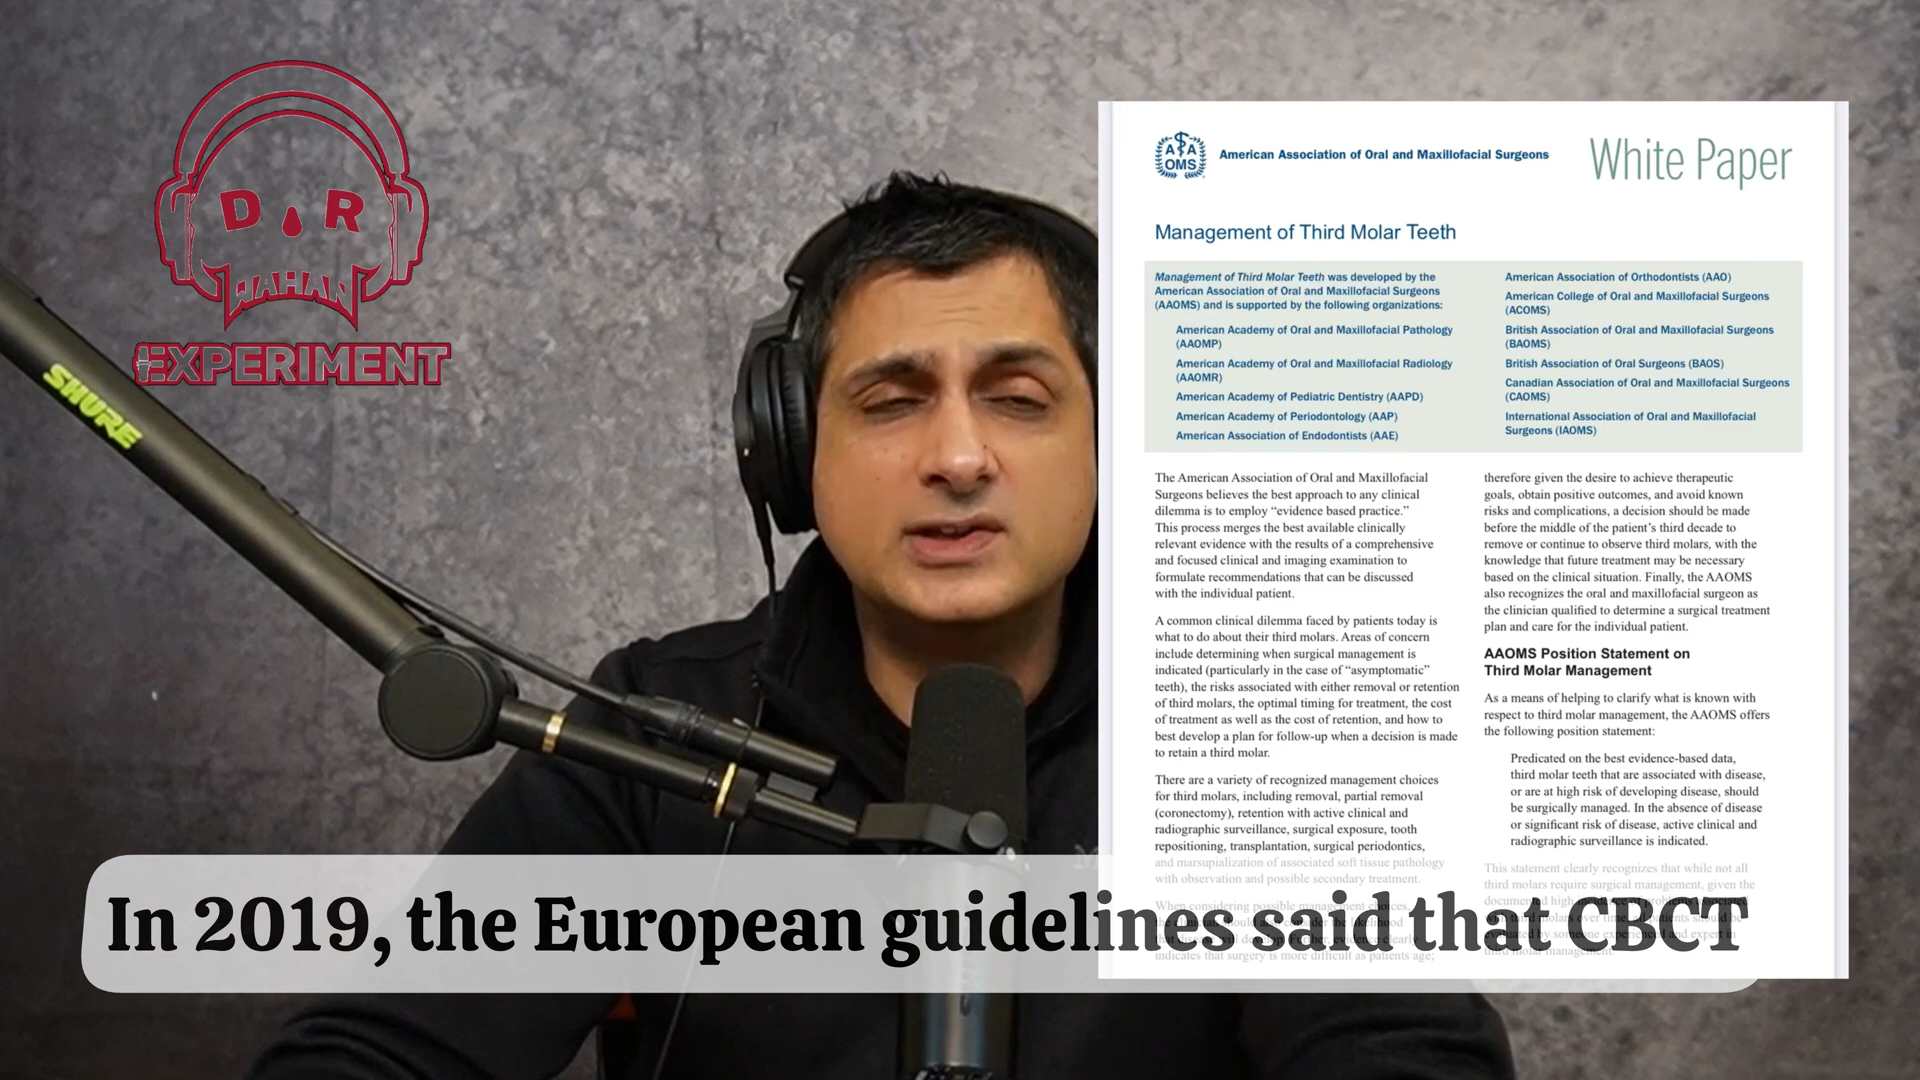 D R
WAHAN
EXPERIMENT
SHURE
American Association of Oral and Maxillofacial Surgeons
White Paper
AA
OMS
Management of Third Molar Teeth
Management of Third Molar Teeth was developed by the
American Association of Oral and Maxillofacial Surgeons
(AAOMS) and is supported by the following organizations:
American Academy of Oral and Maxillofacial Pathology
(AAOMP)
American Academy of Oral and Maxillofacial Radiology
(AAOMR)
American Academy of Pediatric Dentistry (AAPD)
American Academy of Periodontology (AAP)
American Association of Endodontists (AAE)
American Association of Orthodontists (AAO)
American College of Oral and Maxillofacial Surgeons
(ACOMS)
British Association of Oral and Maxillofacial Surgeons
(BAOMS)
British Association of Oral Surgeons (BAOS)
Canadian Association of Oral and Maxillofacial Surgeons
(CAOMS)
International Association of Oral and Maxillofacial
Surgeons (IAOMS)
The American Association of Oral and Maxillofacial
Surgeons believes the best approach to any clinical
dilemma is to employ “evidence based practice.”
This process merges the best available clinically
relevant evidence with the results of a comprehensive
and focused clinical and imaging examination to
formulate recommendations that can be discussed
with the individual patient.
A common clinical dilemma faced by patients today is
what to do about their third molars. Areas of concern
include determining when surgical management is
indicated (particularly in the case of “asymptomatic”
teeth), the risks associated with either removal or retention
of third molars, the optimal timing for treatment, the cost
of treatment as well as the cost of retention, and how to
best develop a plan for follow-up when a decision is made
to retain a third molar.
There are a variety of recognized management choices
for third molars, including removal, partial removal
(coronectomy), retention with active clinical and
radiographic surveillance, surgical exposure, tooth
repositioning, transplantation, surgical periodontics,
and marsupialization of associated soft tissue pathology
with observation and possible secondary treatment.
When considering possible management choices,
indicates that surgery is more difficult as patients age;
therefore given the desire to achieve therapeutic
goals, obtain positive outcomes, and avoid known
risks and complications, a decision should be made
before the middle of the patient’s third decade to
remove or continue to observe third molars, with the
knowledge that future treatment may be necessary
based on the clinical situation. Finally, the AAOMS
also recognizes the oral and maxillofacial surgeon as
the clinician qualified to determine a surgical treatment
plan and care for the individual patient.
AAOMS Position Statement on
Third Molar Management
As a means of helping to clarify what is known with
respect to third molar management, the AAOMS offers
the following position statement:
Predicated on the best evidence-based data,
third molar teeth that are associated with disease,
or are at high risk of developing disease, should
be surgically managed. In the absence of disease
or significant risk of disease, active clinical and
radiographic surveillance is indicated.
This statement clearly recognizes that while not all
third molars require surgical management, given the
third molar management.
In 2019, the European guidelines said that CBCT